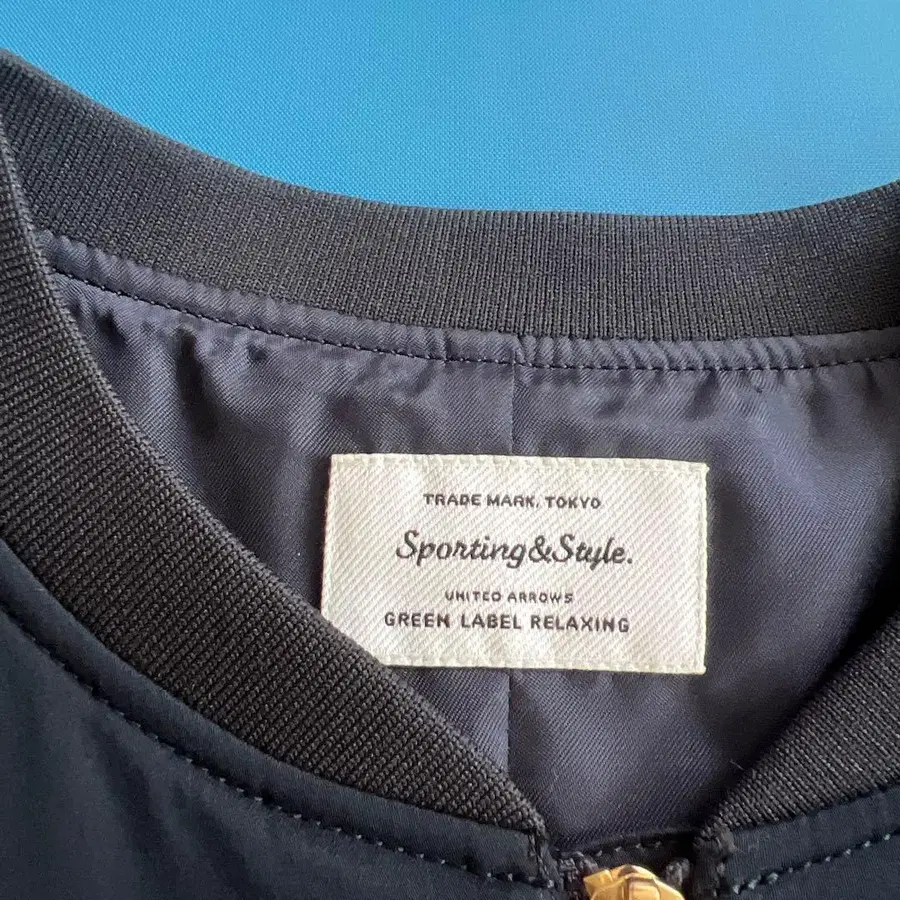 TRADE MARK. TOKYO
Sporting&Style.
UNITED ARROWS
GREEN LABEL RELAXING